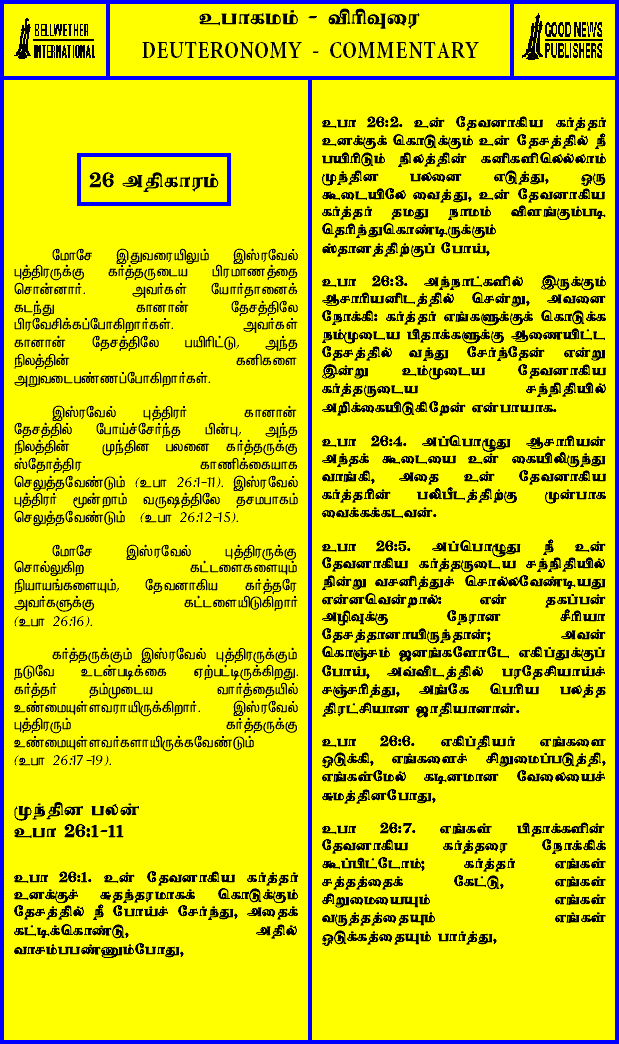 BELLWETHER
INTERNATIONAL
உபாகமம் - விரிவுரை
DEUTERONOMY - COMMENTARY
GOOD NEWS
PUBLISHERS
26 அதிகாரம்
மோசே இதுவரையிலும் இஸ்ரவேல்
புத்திரருக்கு கர்த்தருடைய பிரமாணத்தை
சொன்னார். அவர்கள் யோர்தானைக்
கடந்து கானான் தேசத்திலே
பிரவேசிக்கப்போகிறார்கள். அவர்கள்
கானான் தேசத்திலே பயிரிட்டு, அந்த
நிலத்தின் கனிகளை
அறுவடைபண்ணப்போகிறார்கள்.
இஸ்ரவேல் புத்திரர் கானான்
தேசத்தில் போய்ச்சேர்ந்த பின்பு, அந்த
நிலத்தின் முந்தின பலனை கர்த்தருக்கு
ஸ்தோத்திர காணிக்கையாக
செலுத்தவேண்டும் (உபா 26:1-11). இஸ்ரவேல்
புத்திரர் மூன்றாம் வருஷத்திலே தசமபாகம்
செலுத்தவேண்டும் (உபா 26:12-15).
மோசே இஸ்ரவேல் புத்திரருக்கு
சொல்லுகிற கட்டளைகளையும்
நியாயங்களையும், தேவனாகிய கர்த்தரே
அவர்களுக்கு கட்டளையிடுகிறார்
(உபா 26:16).
கர்த்தருக்கும் இஸ்ரவேல் புத்திரருக்கும்
நடுவே உடன்படிக்கை ஏற்பட்டிருக்கிறது.
கர்த்தர் தம்முடைய வார்த்தையில்
உண்மையுள்ளவராயிருக்கிறார். இஸ்ரவேல்
புத்திரரும் கர்த்தருக்கு
உண்மையுள்ளவர்களாயிருக்கவேண்டும்
(உபா 26:17-19).
முந்தின பலன்
உபா 26:1-11
உபா 26:1. உன் தேவனாகிய கர்த்தர்
உனக்குச் சுதந்தரமாகக் கொடுக்கும்
தேசத்தில் நீ போய்ச் சேர்ந்து, அதைக்
கட்டிக்கொண்டு, அதில்
வாசம்பபண்ணும்போது,
உபா 26:2. உன் தேவனாகிய கர்த்தர்
உனக்குக் கொடுக்கும் உன் தேசத்தில் நீ
பயிரிடும் நிலத்தின் கனிகளிலெல்லாம்
முந்தின பலனை எடுத்து, ஒரு
கூடையிலே வைத்து, உன் தேவனாகிய
கர்த்தர் தமது நாமம் விளங்கும்படி
தெரிந்துகொண்டிருக்கும்
ஸ்தானத்திற்குப் போய்,
உபா 26:3. அந்நாட்களில் இருக்கும்
ஆசாரியனிடத்தில் சென்று, அவனை
நோக்கி: கர்த்தர் எங்களுக்குக் கொடுக்க
நம்முடைய பிதாக்களுக்கு ஆணையிட்ட
தேசத்தில் வந்து சேர்ந்தேன் என்று
இன்று உம்முடைய தேவனாகிய
கர்த்தருடைய சந்நிதியில்
அறிக்கையிடுகிறேன் என்பாயாக.
உபா 26:4. அப்பொழுது ஆசாரியன்
அந்தக் கூடையை உன் கையிலிருந்து
வாங்கி, அதை உன் தேவனாகிய
கர்த்தரின் பலிபீடத்திற்கு முன்பாக
வைக்கக்கடவன்.
உபா 26:5. அப்பொழுது நீ உன்
தேவனாகிய கர்த்தருடைய சந்நிதியில்
நின்று வசனித்துச் சொல்லவேண்டியது
என்னவென்றால்: என் தகப்பன்
அழிவுக்கு நேரான சீரியா
தேசத்தானாயிருந்தான்; அவன்
கொஞ்சம் ஜனங்களோடே எகிப்துக்குப்
போய், அவ்விடத்தில் பரதேசியாய்ச்
சஞ்சரித்து, அங்கே பெரிய பலத்த
திரட்சியான ஜாதியானான்.
உபா 26:6. எகிப்தியர் எங்களை
ஒடுக்கி, எங்களைச் சிறுமைப்படுத்தி,
எங்கள்மேல் கடினமான வேலையைச்
சுமத்தினபோது,
உபா 26:7. எங்கள் பிதாக்களின்
தேவனாகிய கர்த்தரை நோக்கிக்
கூப்பிட்டோம்; கர்த்தர் எங்கள்
சத்தத்தைக் கேட்டு, எங்கள்
சிறுமையையும் எங்கள்
வருத்தத்தையும் எங்கள்
ஒடுக்கத்தையும் பார்த்து,